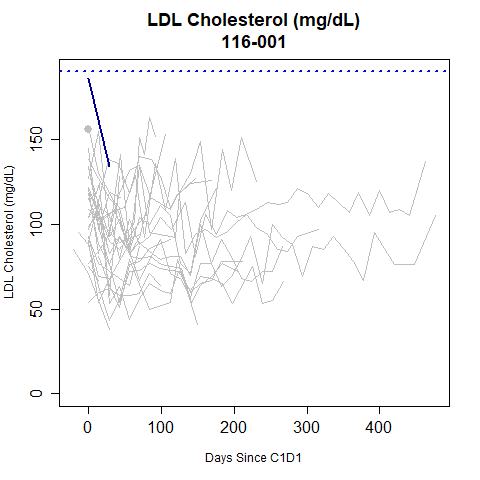 LDL Cholesterol (mg/dL)
116-001
LDL Cholesterol (mg/dL)
150
100
50
0
0 100 200 300 400
Days Since C1D1